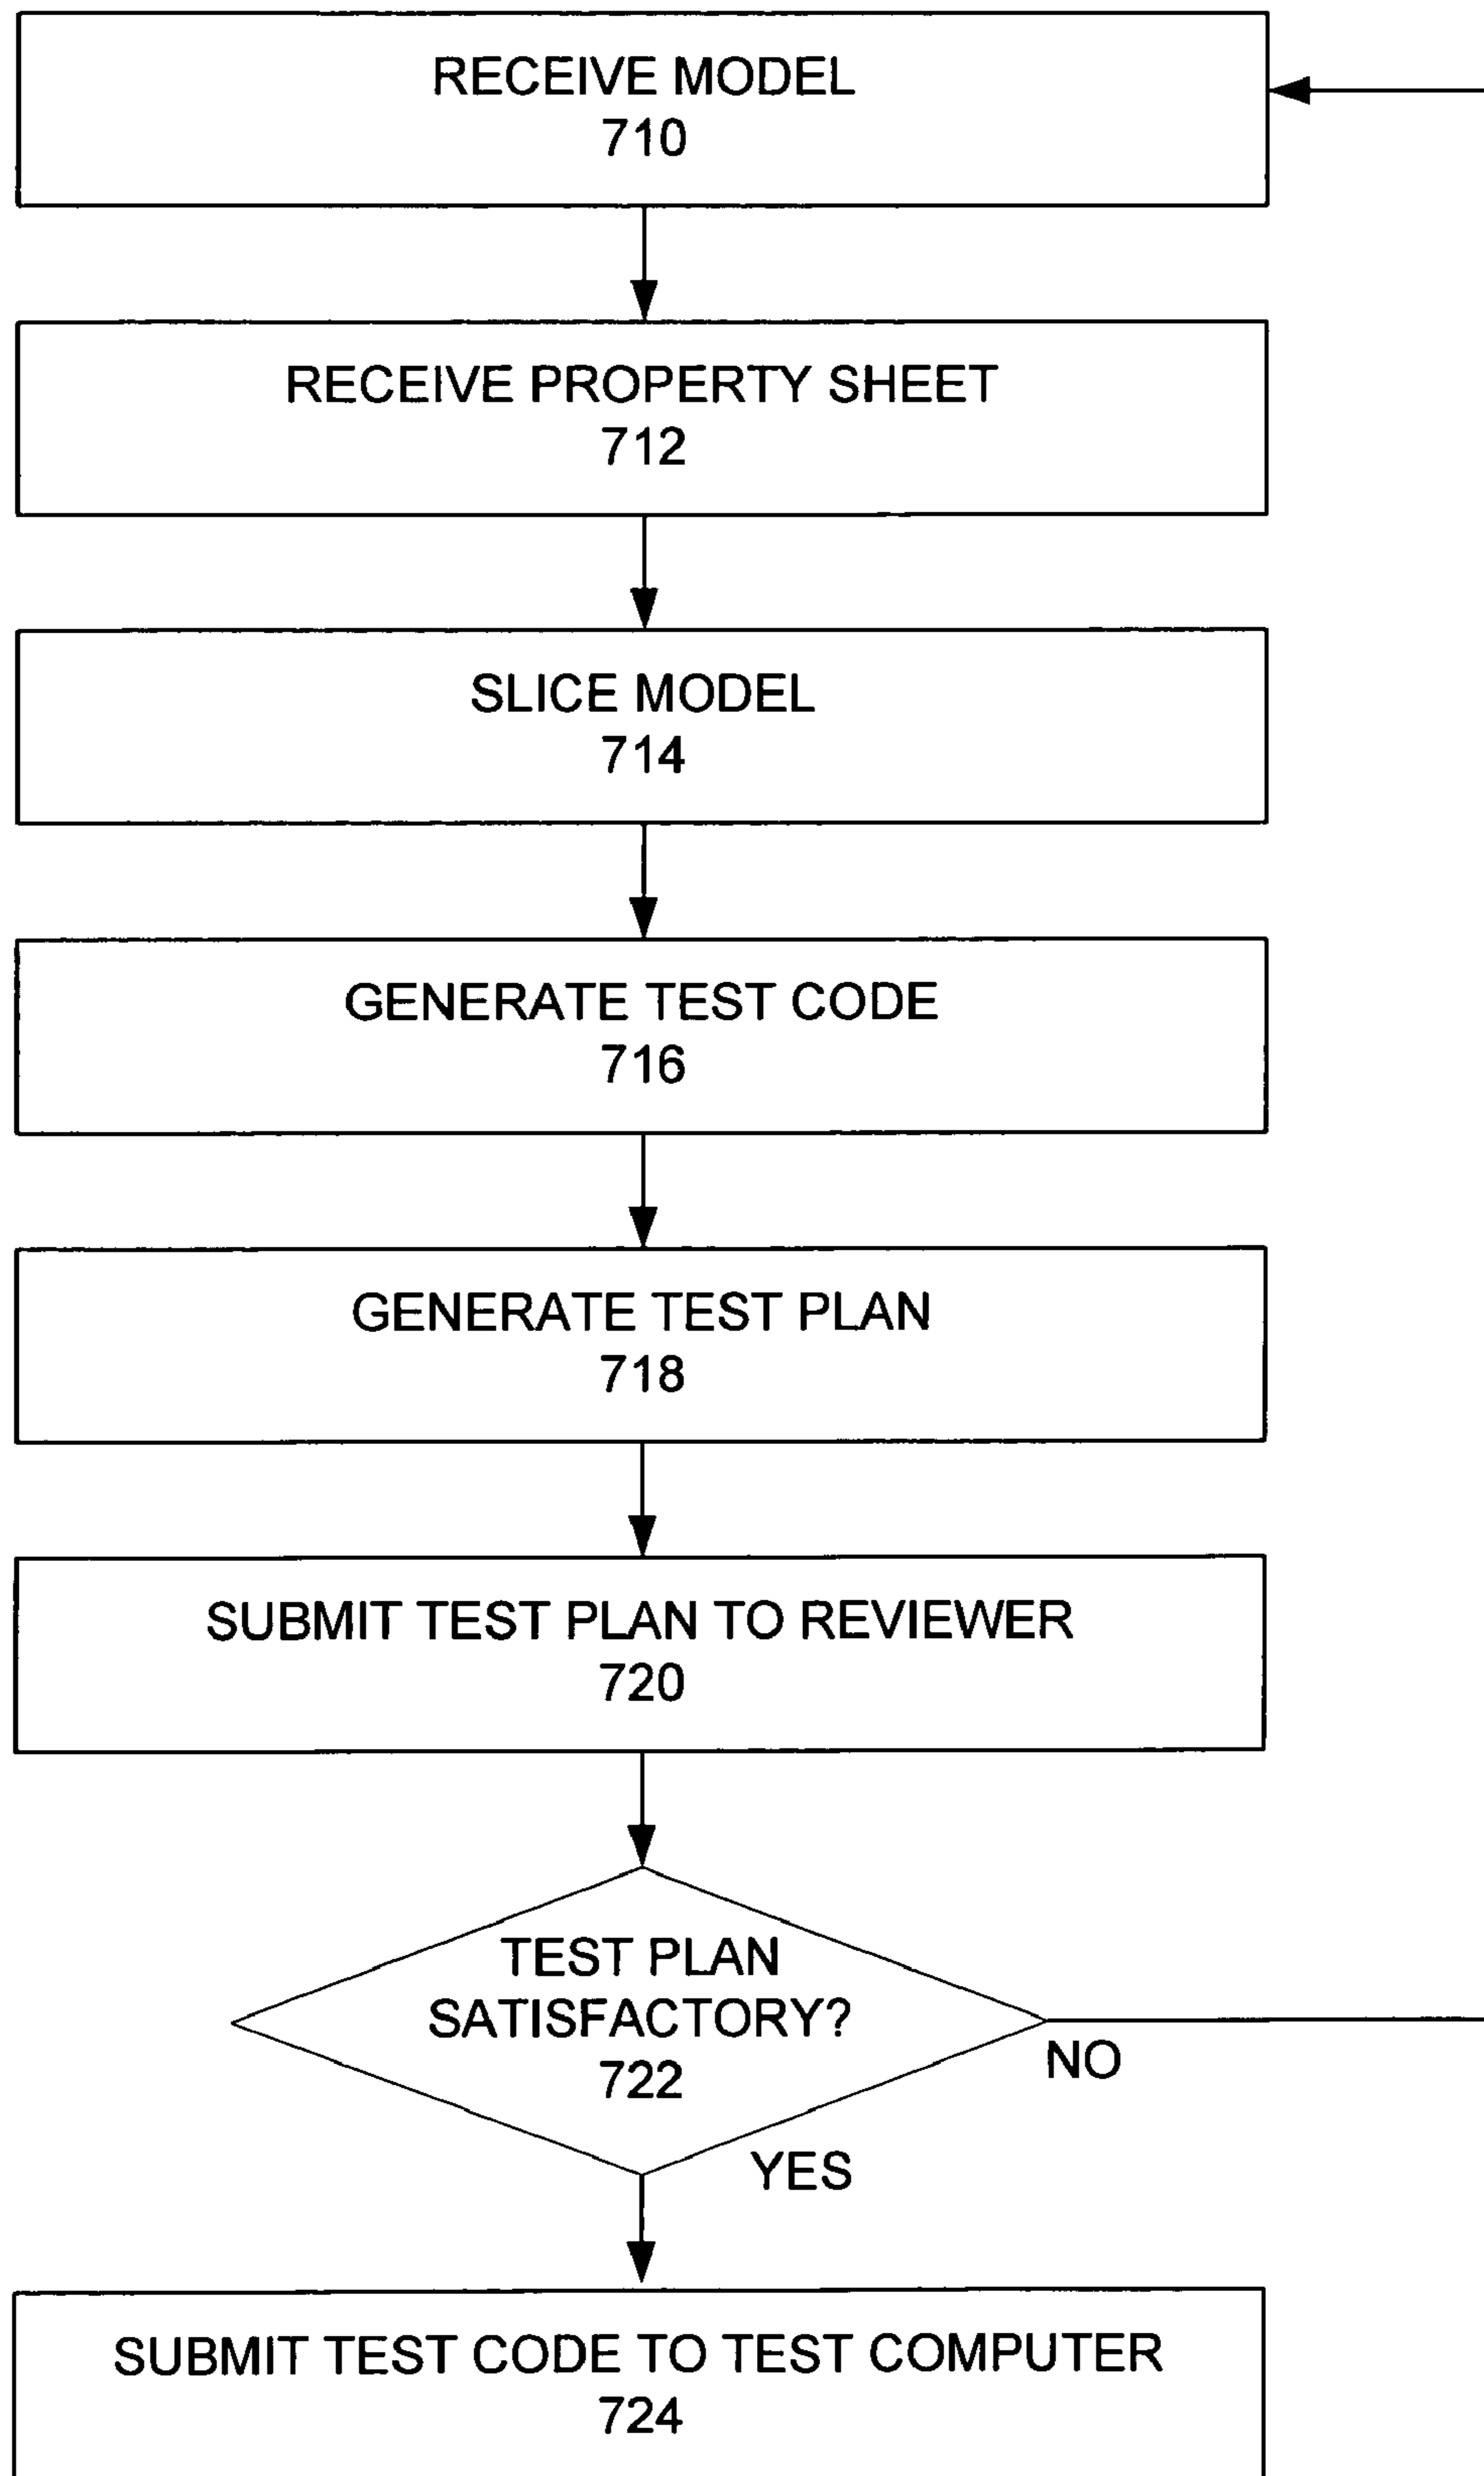 RECEIVE MODEL
710
RECEIVE PROPERTY SHEET
712
SLICE MODEL
714
GENERATE TEST CODE
716
GENERATE TEST PLAN
718
SUBMIT TEST PLAN TO REVIEWER
720
TEST PLAN
SATISFACTORY?
722
NO
YES
SUBMIT TEST CODE TO TEST COMPUTER
724